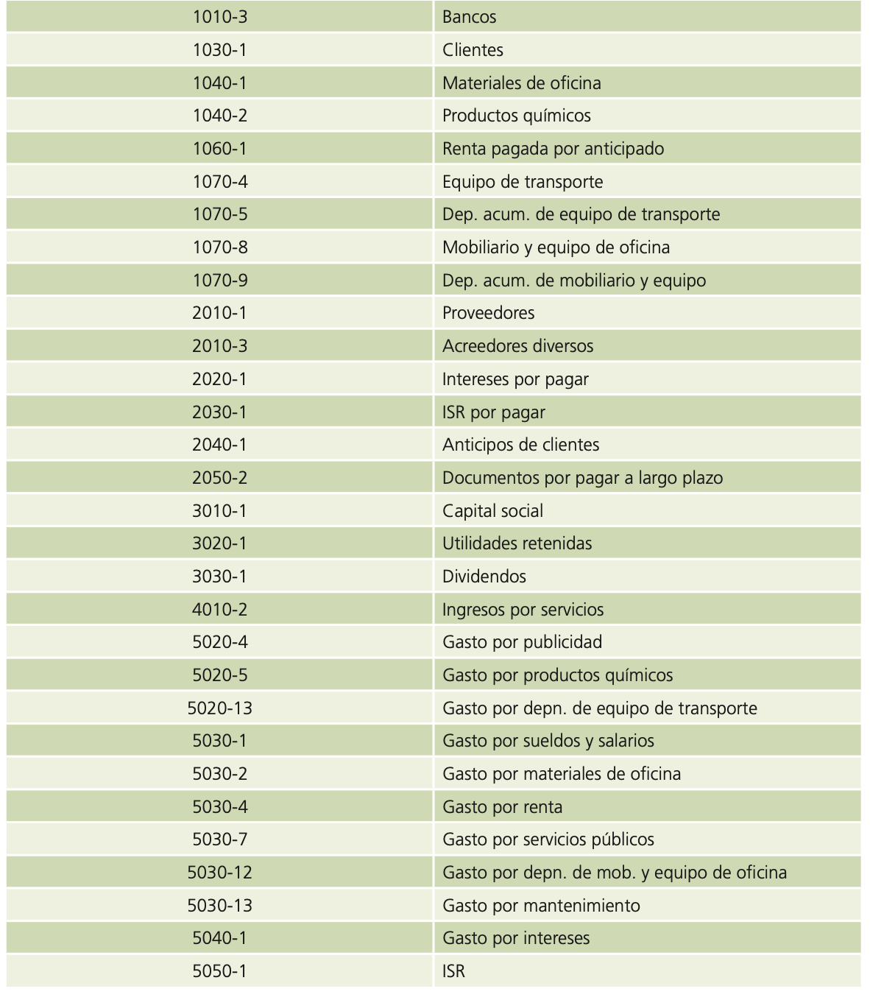 1010-3 Bancos
1030-1 Clientes
1040-1 Materiales de oficina
1040-2 Productos químicos
1060-1 Renta pagada por anticipado
1070-4 Equipo de transporte
1070-5 Dep. acum. de equipo de transporte
1070-8 Mobiliario y equipo de oficina
1070-9 Dep. acum. de mobiliario y equipo
2010-1 Proveedores
2010-3 Acreedores diversos
2020-1 Intereses por pagar
2030-1 ISR por pagar
2040-1 Anticipos de clientes
2050-2 Documentos por pagar a largo plazo
3010-1 Capital social
3020-1 Utilidades retenidas
3030-1 Dividendos
4010-2 Ingresos por servicios
5020-4 Gasto por publicidad
5020-5 Gasto por productos químicos
5020-13 Gasto por depn. de equipo de transporte
5030-1 Gasto por sueldos y salarios
5030-2 Gasto por materiales de oficina
5030-4 Gasto por renta
5030-7 Gasto por servicios públicos
5030-12 Gasto por depn. de mob. y equipo de oficina
5030-13 Gasto por mantenimiento
5040-1 Gasto por intereses
5050-1 ISR